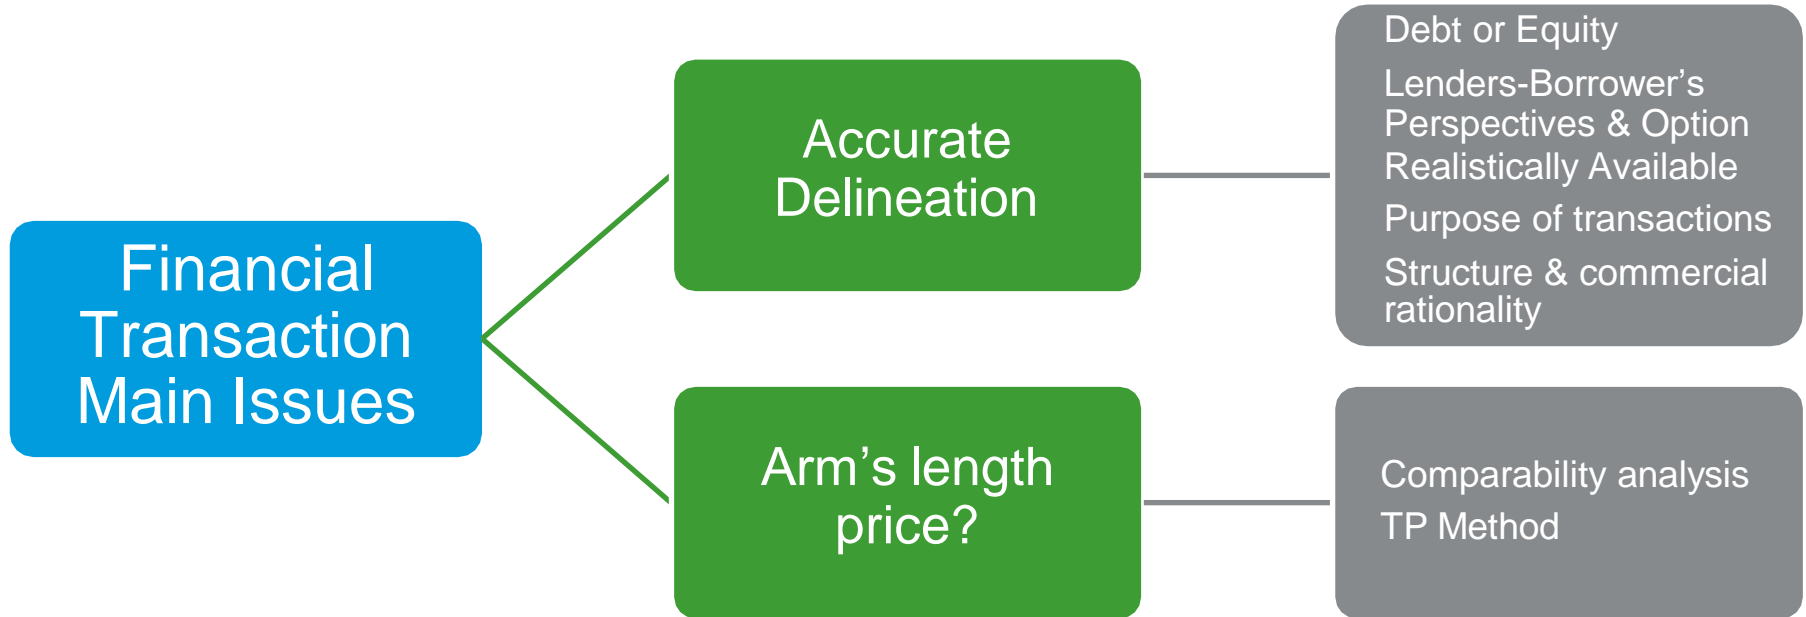 Financial
Transaction
Main Issues
Accurate
Delineation
Debt or Equity
Lenders-Borrower’s
Perspectives & Option
Realistically Available
Purpose of transactions
Structure & commercial
rationality
Arm’s length
price?
Comparability analysis
TP Method